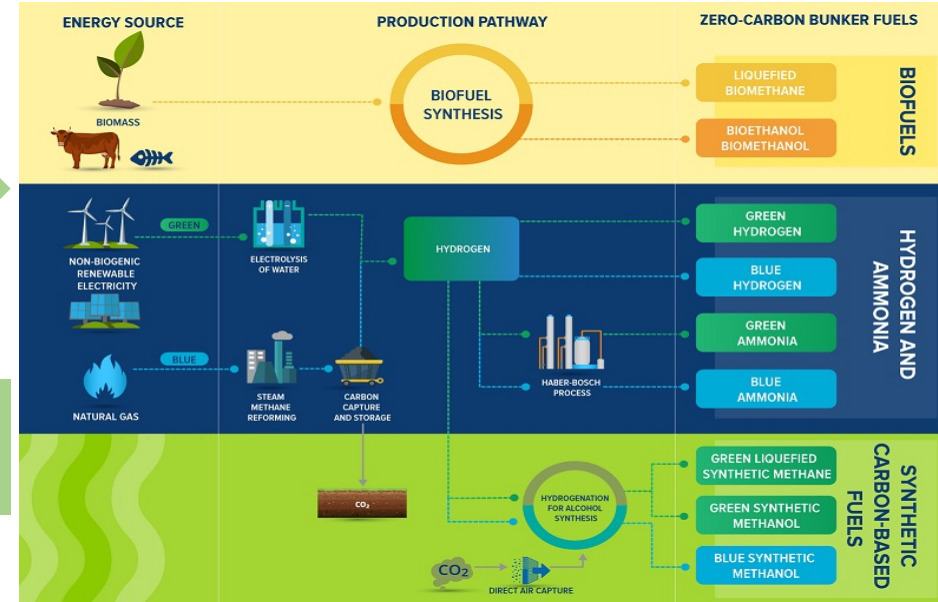 ENERGY SOURCE
PRODUCTION PATHWAY
ZERO-CARBON BUNKER FUELS
BIOMASS
BIOFUEL
SYNTHESIS
LIQUEFIED
BIOMETHANE
BIOETHANOL
BIOMETHANOL
BIOFUELS
NON-BIOGENIC
RENEWABLE
ELECTRICITY
GREEN
ELECTROLYSIS
OF WATER
HYDROGEN
GREEN
HYDROGEN
BLUE
HYDROGEN
GREEN
AMMONIA
BLUE
AMMONIA
HYDROGEN AND
AMMONIA
NATURAL GAS
BLUE
STEAM
METHANE
REFORMING
CARBON
CAPTURE
AND STORAGE
HABER-BOSCH
PROCESS
CO₂
HYDROGENATION
FOR ALCOHOL
SYNTHESIS
CO₂
DIRECT AIR CAPTURE
GREEN LIQUEFIED
SYNTHETIC METHANE
GREEN SYNTHETIC
METHANOL
BLUE SYNTHETIC
METHANOL
SYNTHETIC
CARBON-BASED
FUELS